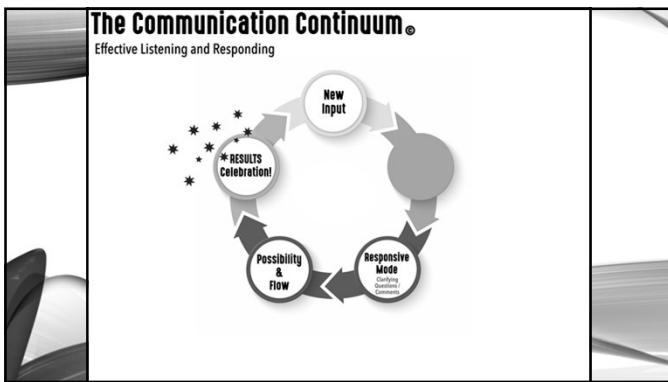 The Communication Continuum©
Effective Listening and Responding
New
Input
RESULTS
Celebration!
Possibility
&
Flow
Responsive
Mode
Clarifying
Questions /
Comments